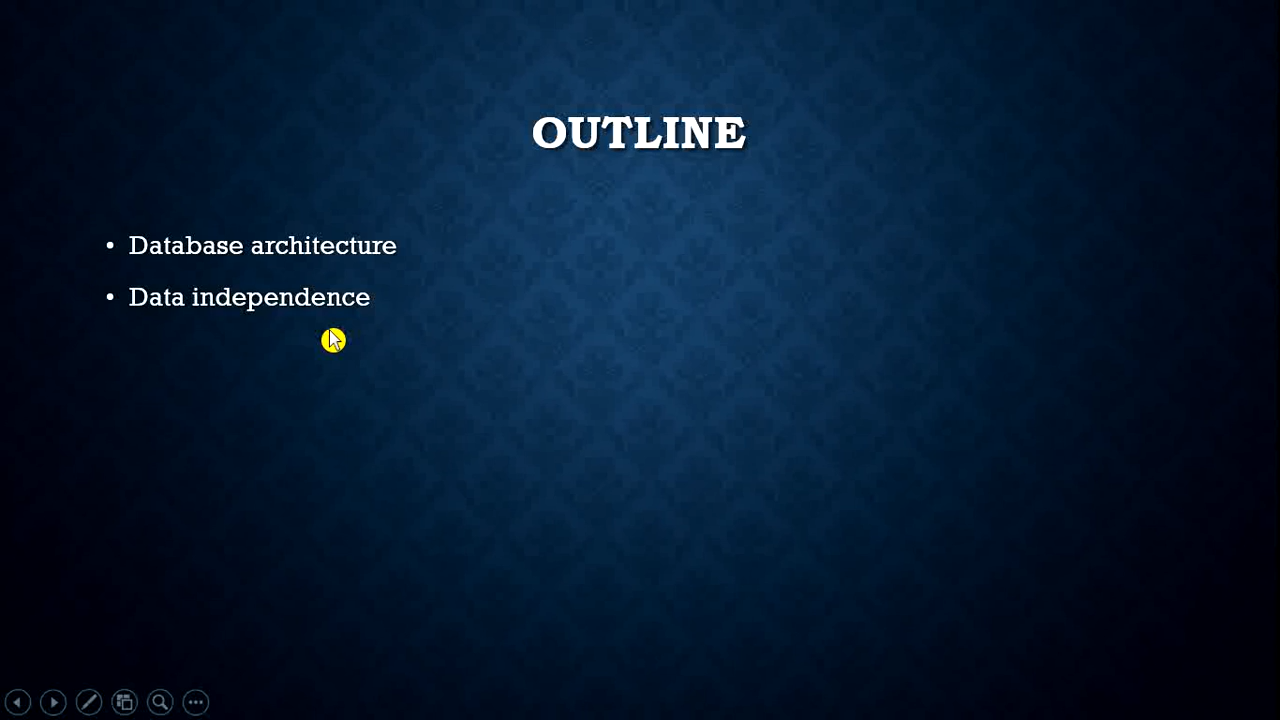 OUTLINE
• Database architecture
• Data independence